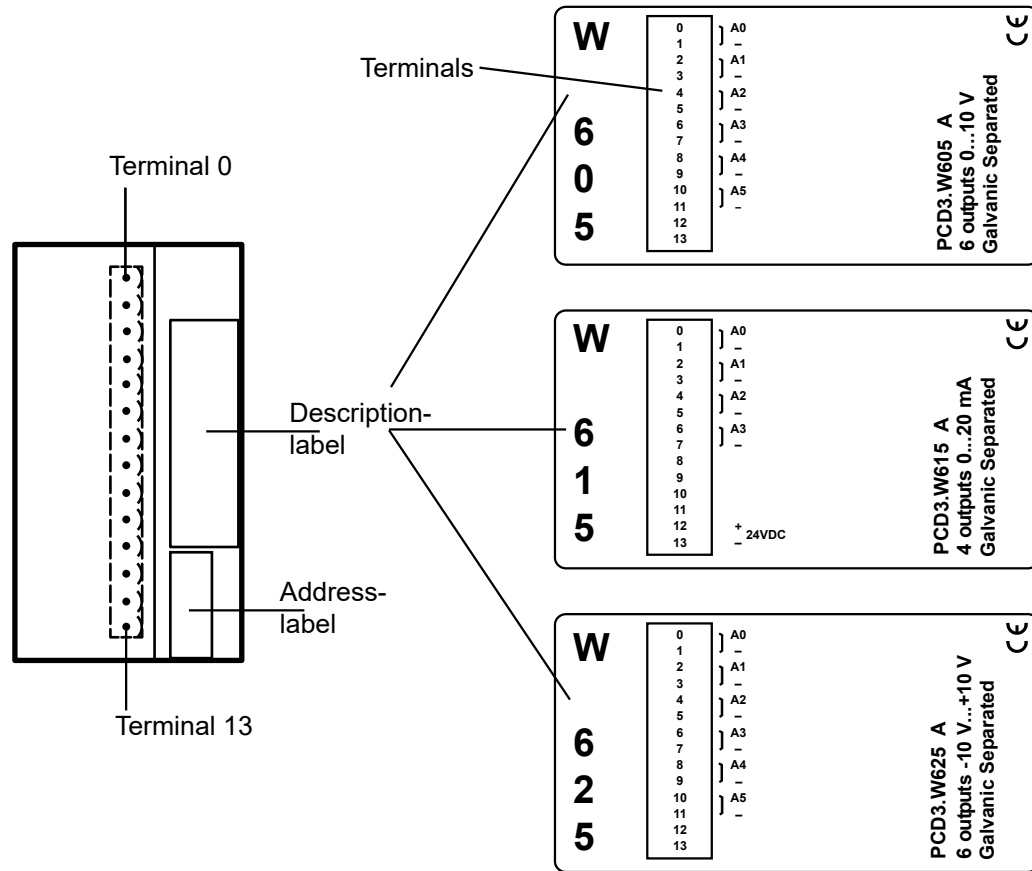 Terminal 0
Terminal 13
Description-
label
Address-
label
Terminals
W
6
0
5
0
1
2
3
4
5
6
7
8
9
10
11
12
13
A0
–
A1
–
A2
–
A3
–
A4
–
A5
–
PCD3.W605 A
6 outputs 0...10 V
Galvanic Separated
CE
W
6
1
5
0
1
2
3
4
5
6
7
8
9
10
11
12
13
A0
–
A1
–
A2
–
A3
–
+
– 24VDC
PCD3.W615 A
4 outputs 0...20 mA
Galvanic Separated
CE
W
6
2
5
0
1
2
3
4
5
6
7
8
9
10
11
12
13
A0
–
A1
–
A2
–
A3
–
A4
–
A5
–
PCD3.W625 A
6 outputs -10 V...+10 V
Galvanic Separated
CE